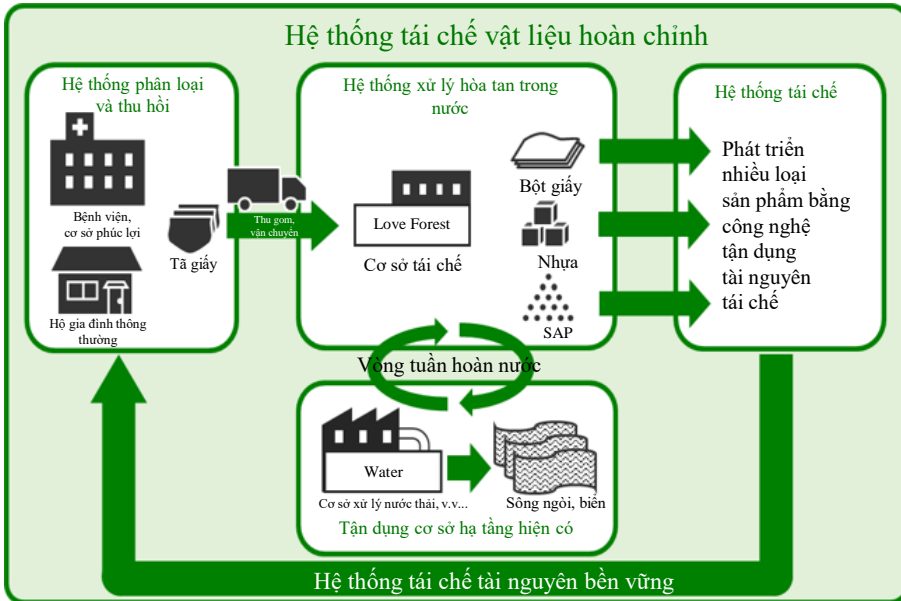 Hệ thống tái chế vật liệu hoàn chỉnh
Hệ thống phân loại
và thu hồi
Bệnh viện,
cơ sở phúc lợi
Tã giấy
Hộ gia đình thông
thường
Thu gom,
vận chuyển
Hệ thống xử lý hòa tan trong
nước
Love Forest
Cơ sở tái chế
Bột giấy
Nhựa
SAP
Hệ thống tái chế
Phát triển
nhiều loại
sản phẩm bằng
công nghệ
tận dụng
tài nguyên
tái chế
Vòng tuần hoàn nước
Water
Cơ sở xử lý nước thải, v.v...
Sông ngòi, biển
Tận dụng cơ sở hạ tầng hiện có
Hệ thống tái chế tài nguyên bền vững